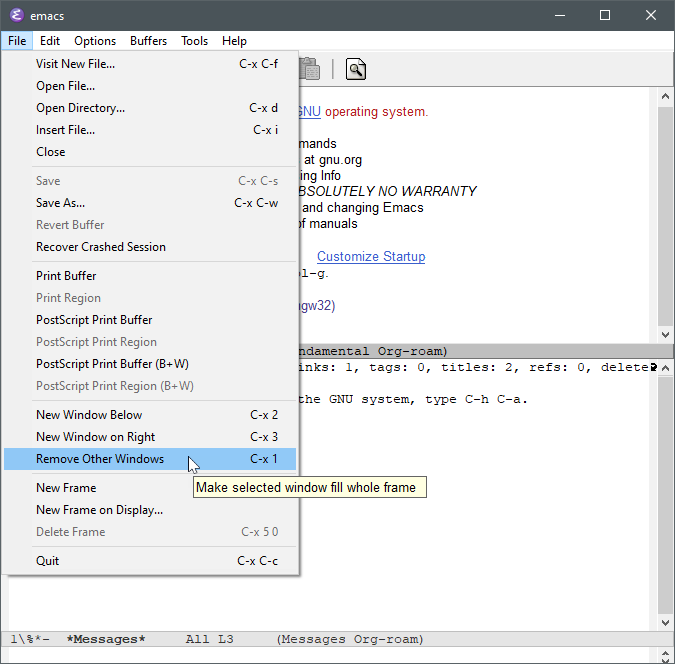 emacs
File Edit Options Buffers Tools Help
Visit New File... C-x C-f
Open File...
Open Directory... C-x d
Insert File... C-x i
Close
Save C-x C-s
Save As... C-x C-w
Revert Buffer
Recover Crashed Session
Print Buffer
Print Region
PostScript Print Buffer
PostScript Print Region
PostScript Print Buffer (B+W)
PostScript Print Region (B+W)
New Window Below C-x 2
New Window on Right C-x 3
Remove Other Windows C-x 1
New Frame
New Frame on Display...
Delete Frame C-x 5 0
Quit C-x C-c
Make selected window fill whole frame
GNU operating system.
at gnu.org
Info
ABSOLUTELY NO WARRANTY
and changing Emacs
of manuals
Customize Startup
ol-g.
ngw32)
ndamental Org-roam)
inks: 1, tags: 0, titles: 2, refs: 0, delete
the GNU system, type C-h C-a.
1\%*- *Messages* All L3 (Messages Org-roam)